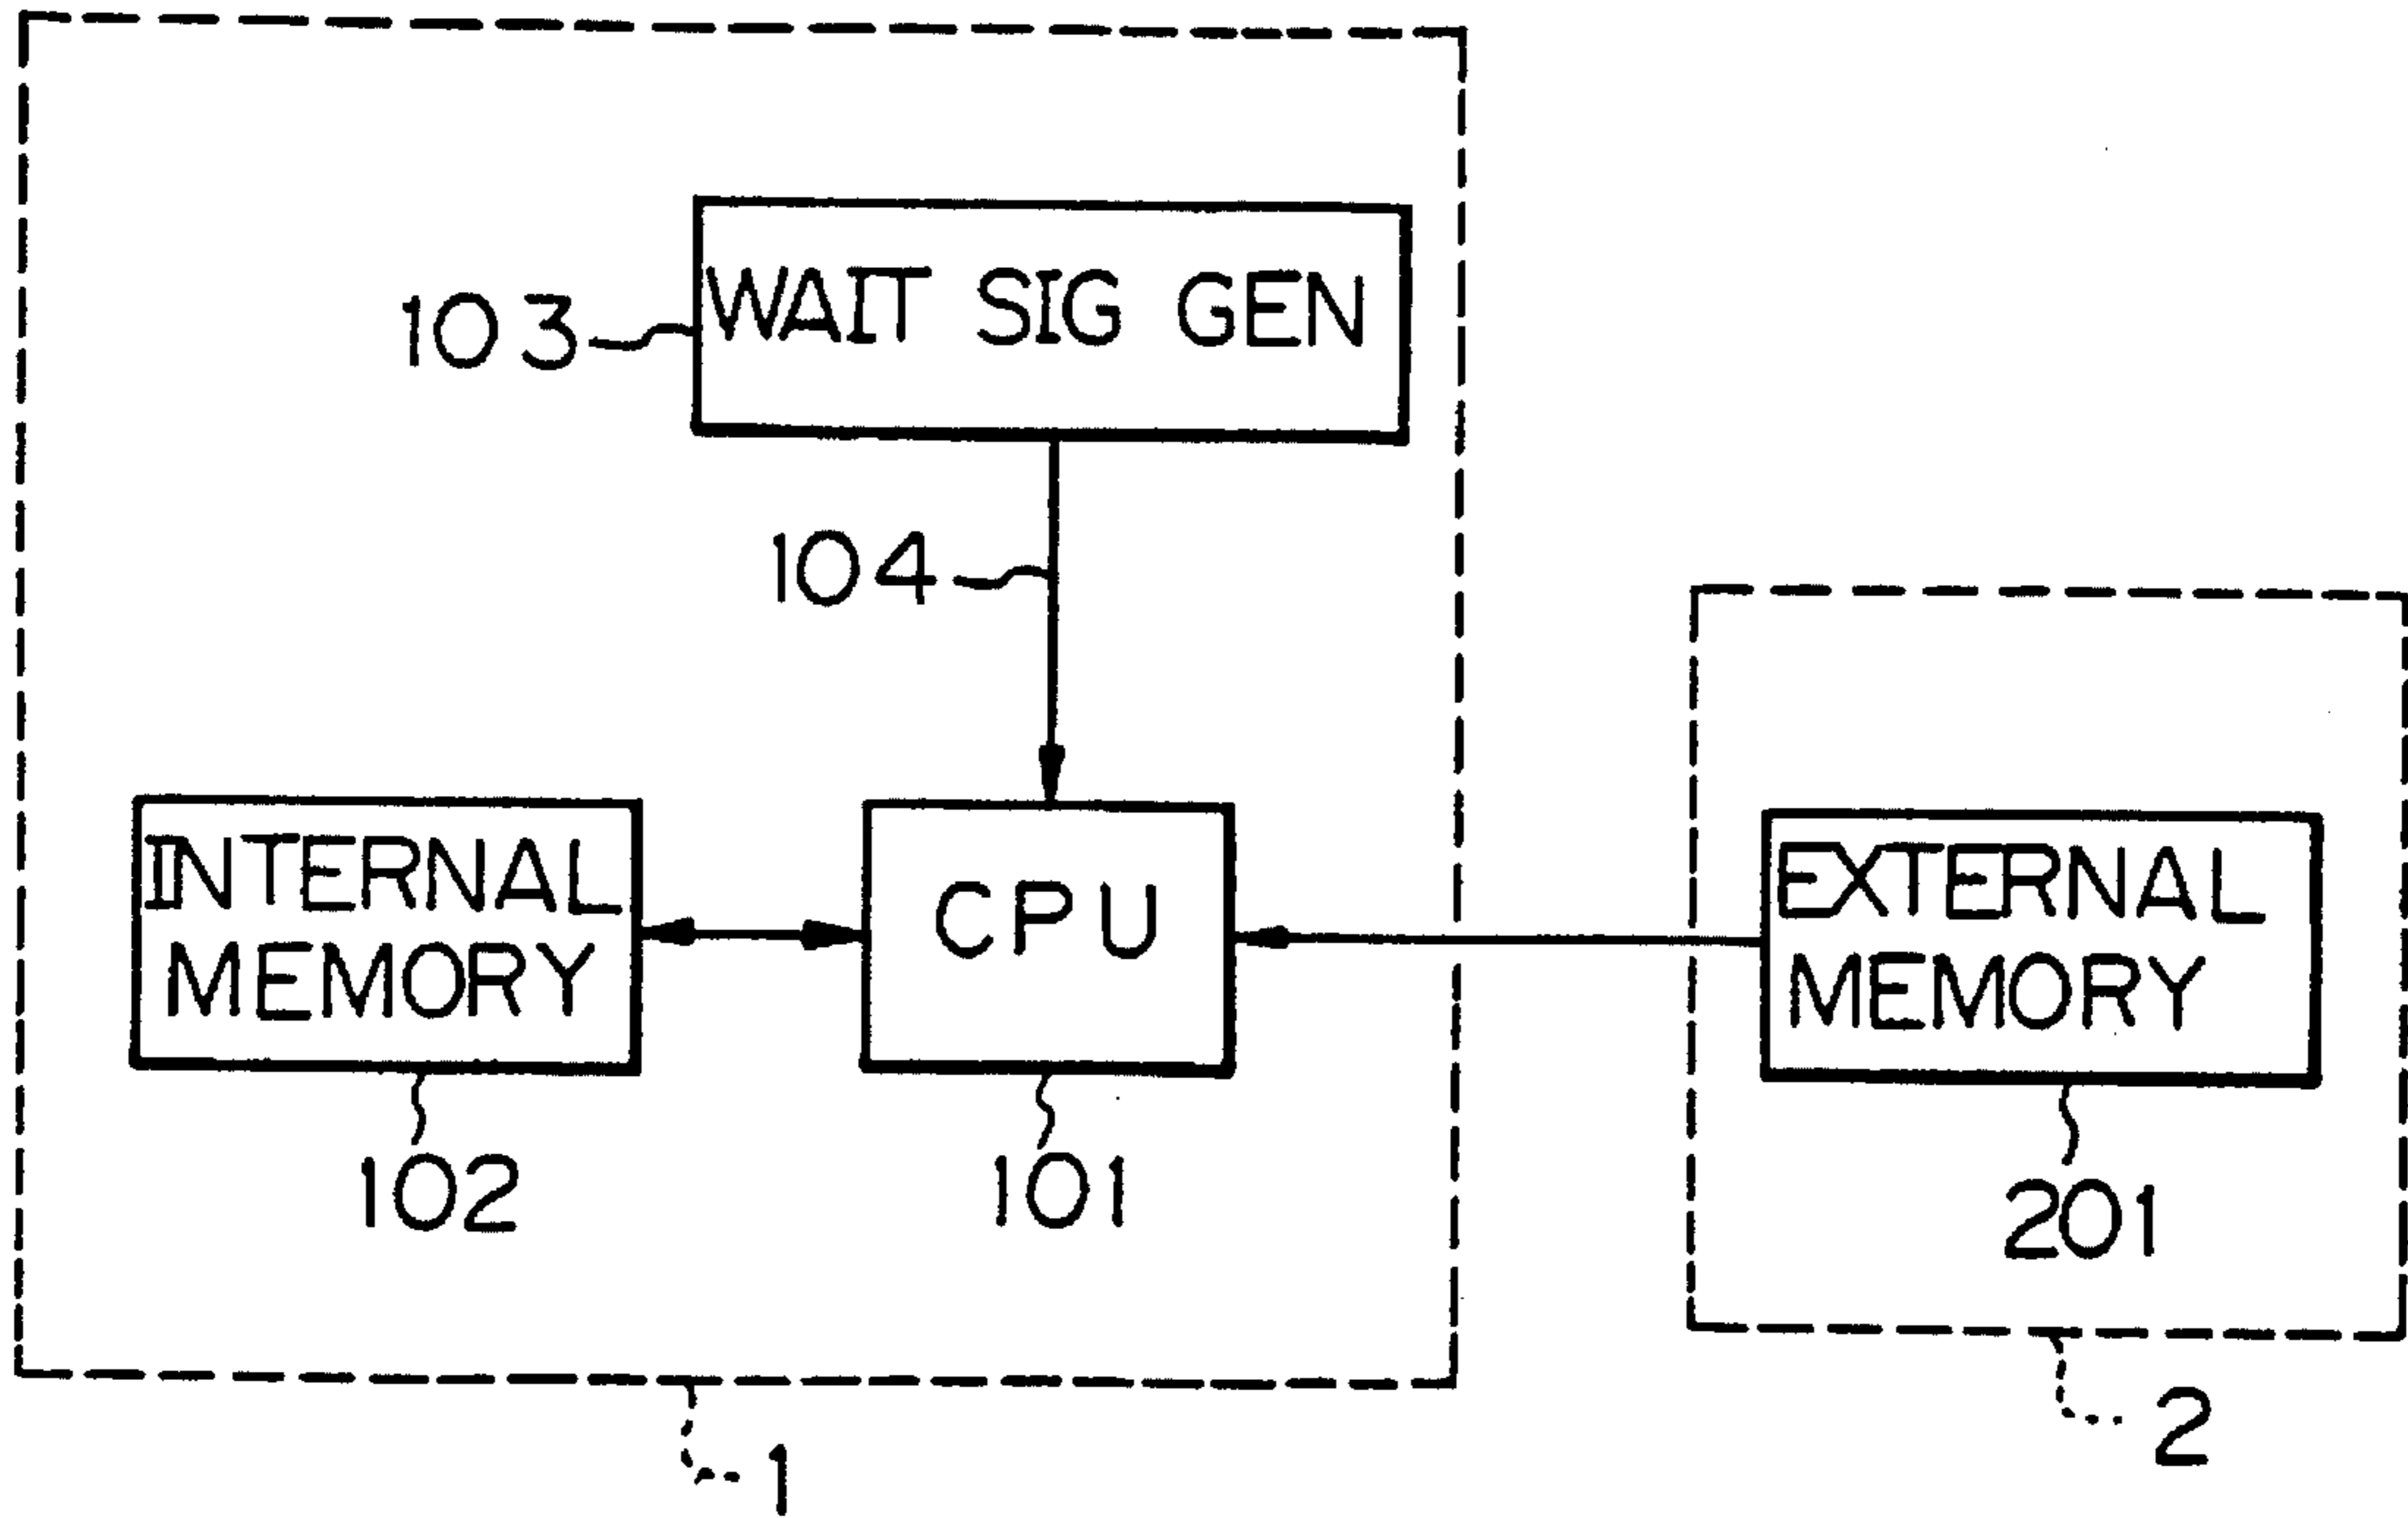 103
WAIT SIG GEN
104
INTERNAL
MEMORY
CPU
EXTERNAL
MEMORY
102
101
201
1
2